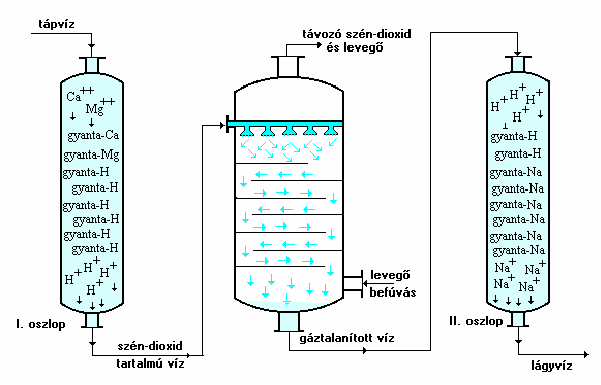 tápvíz
Ca++
Mg++
gyanta-Ca
gyanta-Mg
gyanta-H
gyanta-H
gyanta-H
gyanta-H
gyanta-H
gyanta-H
H+ H+ H+
H+
I. oszlop
szén-dioxid
tartalmú víz
távozó szén-dioxid
és levegő
levegő
befúvás
gáztalanított víz
H+ H+
H+ H+
gyanta-H
gyanta-H
gyanta-Na
gyanta-Na
gyanta-Na
gyanta-Na
gyanta-Na
gyanta-Na
Na+ Na+
Na+ Na+
II. oszlop
lágyvíz